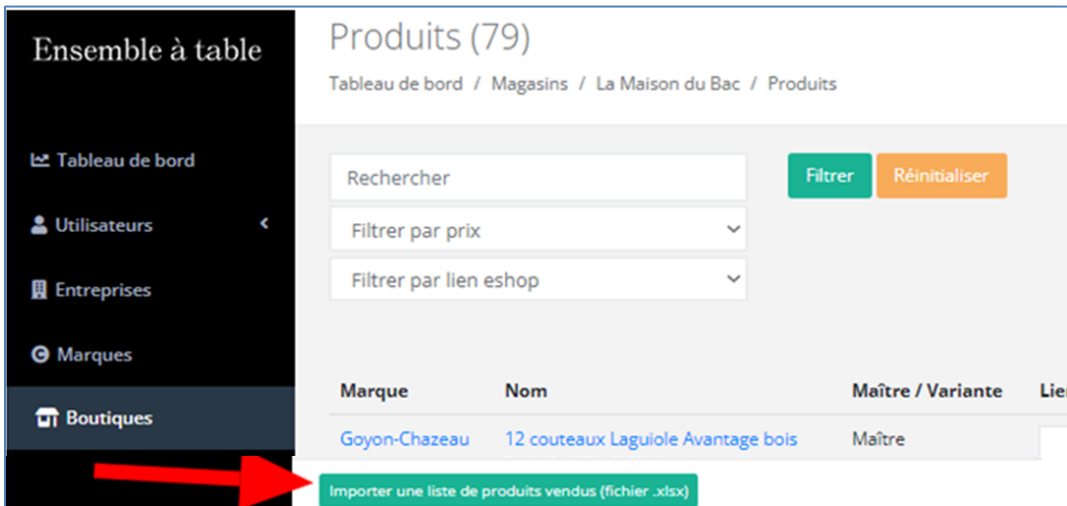 Ensemble à table
Tableau de bord
Utilisateurs
Entreprises
Marques
Boutiques
Produits (79)
Tableau de bord / Magasins / La Maison du Bac / Produits
Rechercher
Filtrer Réinitialiser
Filtrer par prix
Filtrer par lien eshop
Marque Nom Maître / Variante
Goyon-Chazeau 12 couteaux Laguiole Avantage bois Maître
Importer une liste de produits vendus (fichier .xlsx)